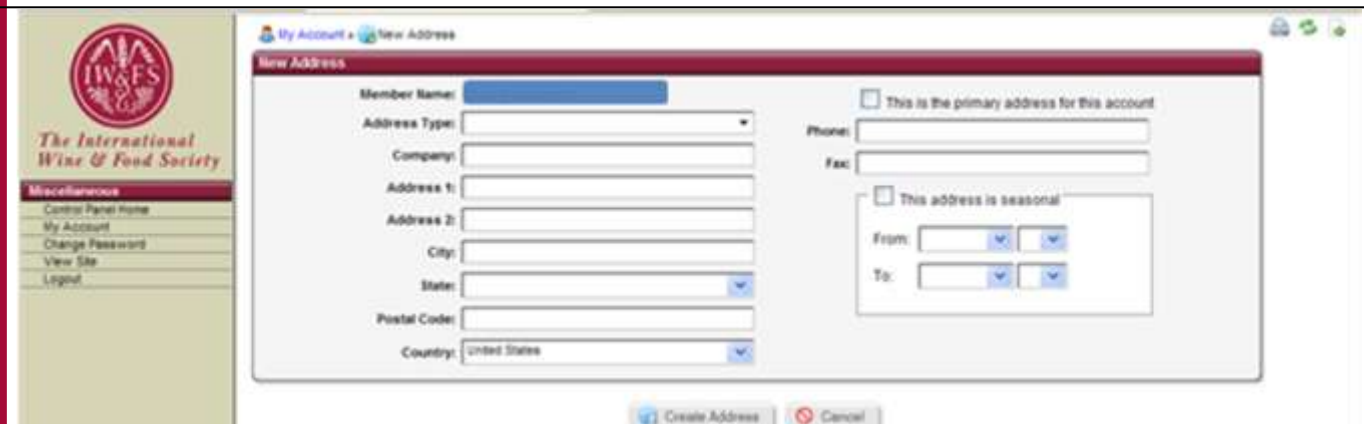 IW&FS
The International
Wine & Food Society
Miscellaneous
Control Panel Home
My Account
Change Password
View Site
Logout
My Account » New Address
New Address
Member Name:
Address Type:
Company:
Address 1:
Address 2:
City:
State:
Postal Code:
Country: United States
This is the primary address for this account
Phone:
Fax:
This address is seasonal
From:
To:
Create Address
Cancel